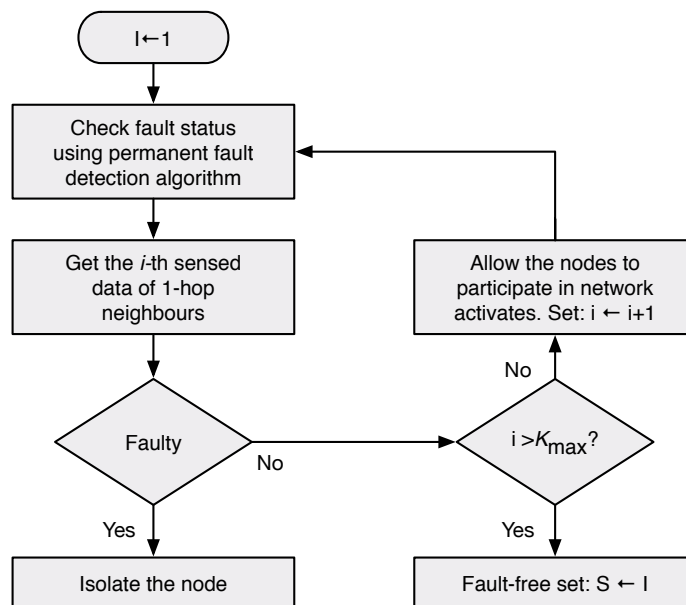 I←1
Check fault status
using permanent fault
detection algorithm
Get the i-th sensed
data of 1-hop
neighbours
Allow the nodes to
participate in network
activates. Set: i ← i+1
No
Faulty
No
i >Kmax?
Yes
Yes
Isolate the node
Fault-free set: S ← I